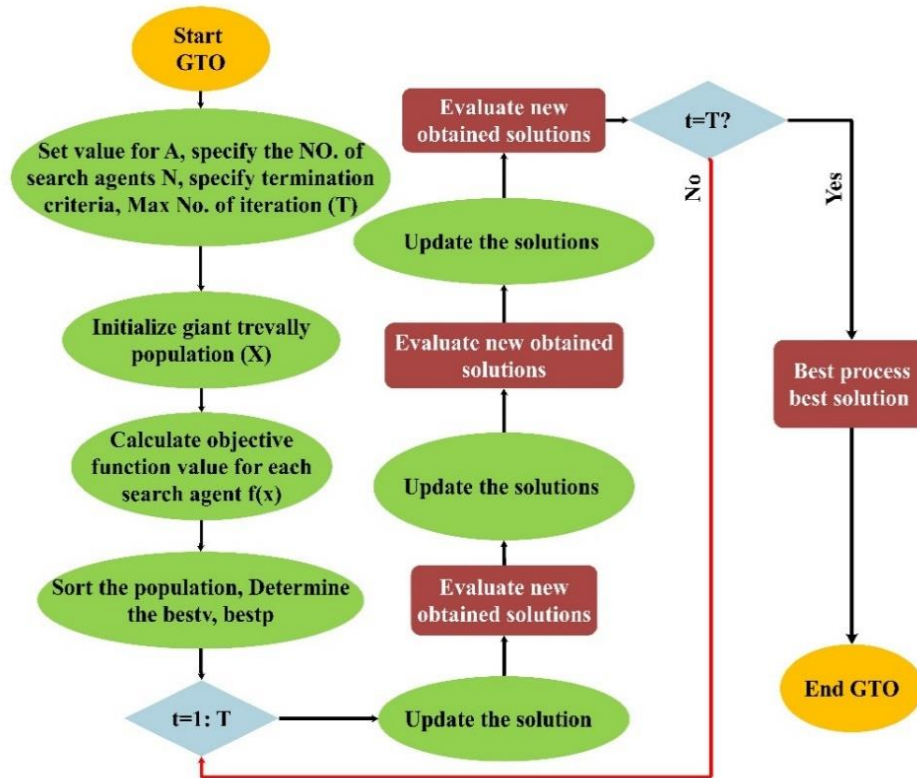 Start
GTO
Set value for A, specify the NO. of
search agents N, specify termination
criteria, Max No. of iteration (T)
Initialize giant trevally
population (X)
Calculate objective
function value for each
search agent f(x)
Sort the population, Determine
the bestv, bestp
t=1: T
Update the solution
Evaluate new
obtained solutions
Update the solutions
Evaluate new obtained
solutions
Update the solutions
Evaluate new
obtained solutions
t=T?
No
Yes
Best process
best solution
End GTO